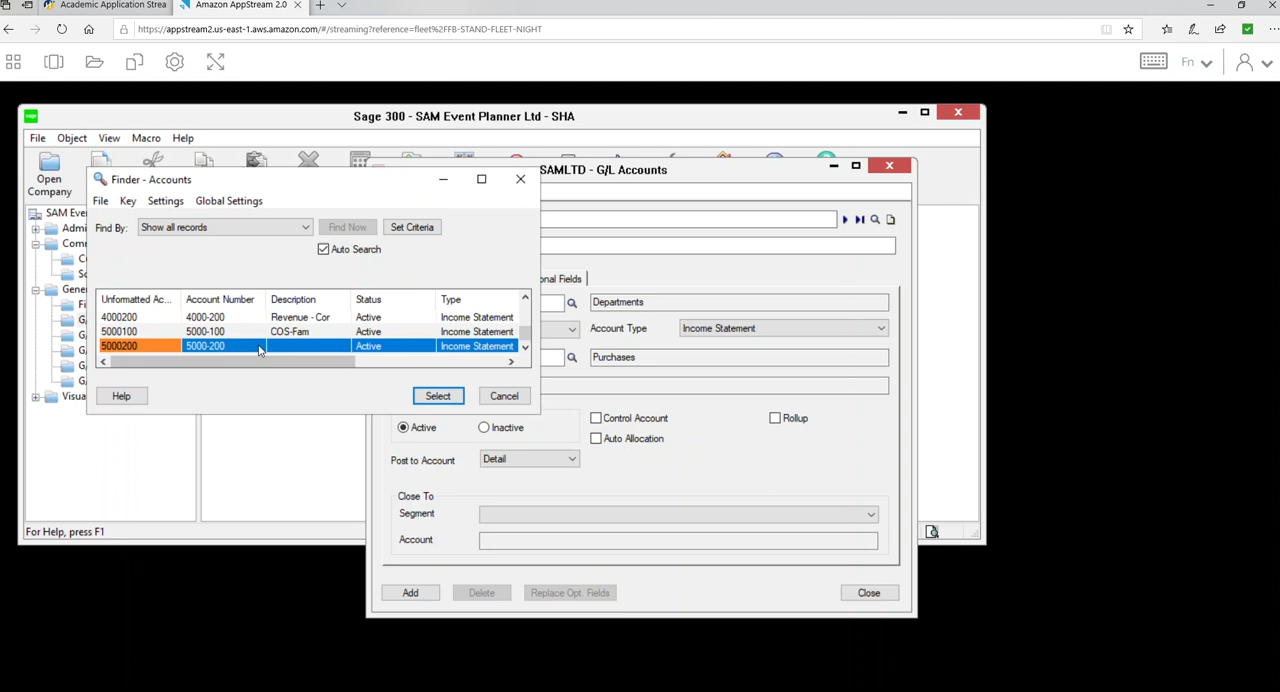 Academic Application Strea
Amazon AppStream 2.0
https://appstream2.us-east-1.aws.amazon.com/#/streaming?reference=fleet%2FFB-STAND-FLEET-NIGHT
Fn
sage
Sage 300 - SAM Event Planner Ltd - SHA
File Object View Macro Help
Open
Company
SAMLTD - G/L Accounts
Finder - Accounts
File Key Settings Global Settings
Find By: Show all records Find Now Set Criteria
Auto Search
SAM Eve
Admi
Com
C
Sc
Gene
Fi
G/
G/
G/
G/
G/
Visua
Unformatted Ac... Account Number Description Status Type
4000200 4000-200 Revenue - Cor Active Income Statement
5000100 5000-100 COS-Fam Active Income Statement
5000200 5000-200 Active Income Statement
Help Select Cancel
onal Fields
Departments
Account Type Income Statement
Purchases
Active Inactive Control Account Rollup
Auto Allocation
Post to Account Detail
Close To
Segment
Account
For Help, press F1
Add Delete Replace Opt. Fields Close